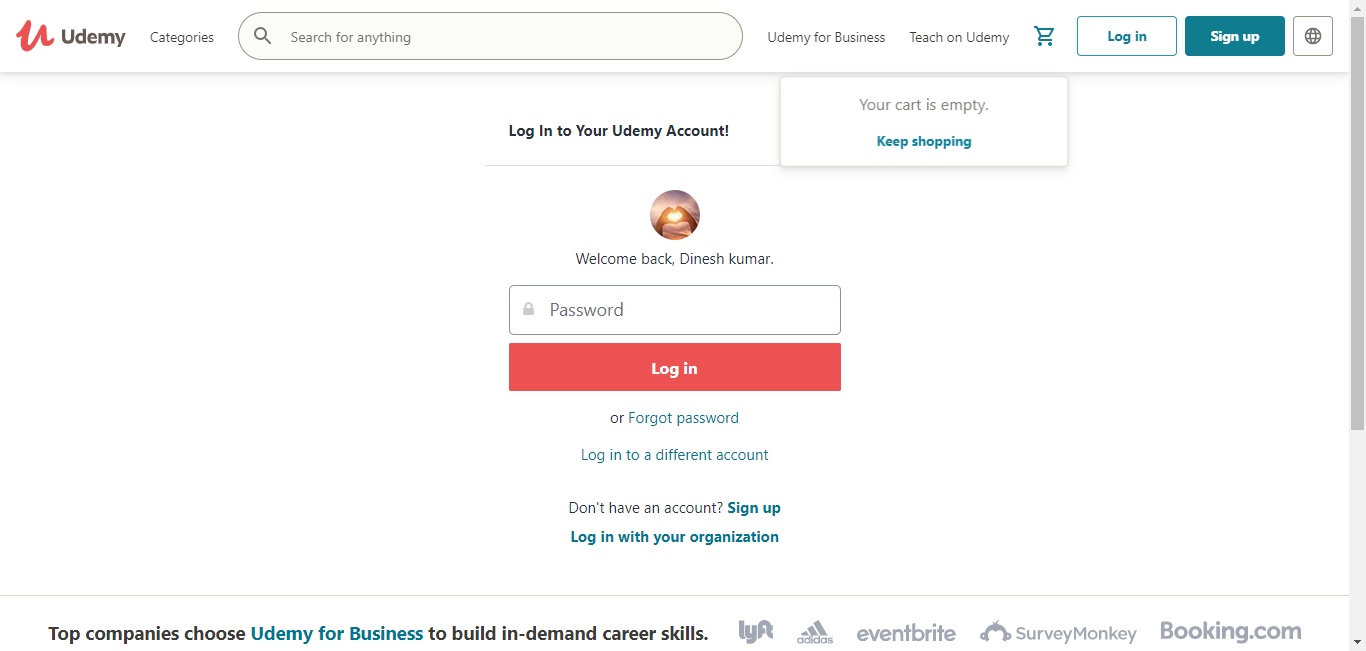 Udemy Categories Search for anything Udemy for Business Teach on Udemy Log in Sign up
Your cart is empty.
Keep shopping
Log In to Your Udemy Account!
Welcome back, Dinesh kumar.
Password
Log in
or Forgot password
Log in to a different account
Don't have an account? Sign up
Log in with your organization
Top companies choose Udemy for Business to build in-demand career skills. lyft adidas eventbrite SurveyMonkey Booking.com